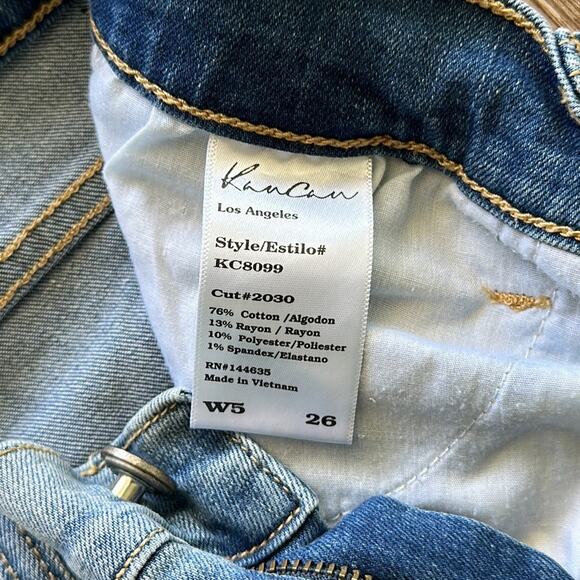 Kancan
Los Angeles
Style/Estilo#
KC8099
Cut#2030
76% Cotton /Algodon
13% Rayon / Rayon
10% Polyester/Poliester
1% Spandex/Elastano
RN#144635
Made in Vietnam
W5 26